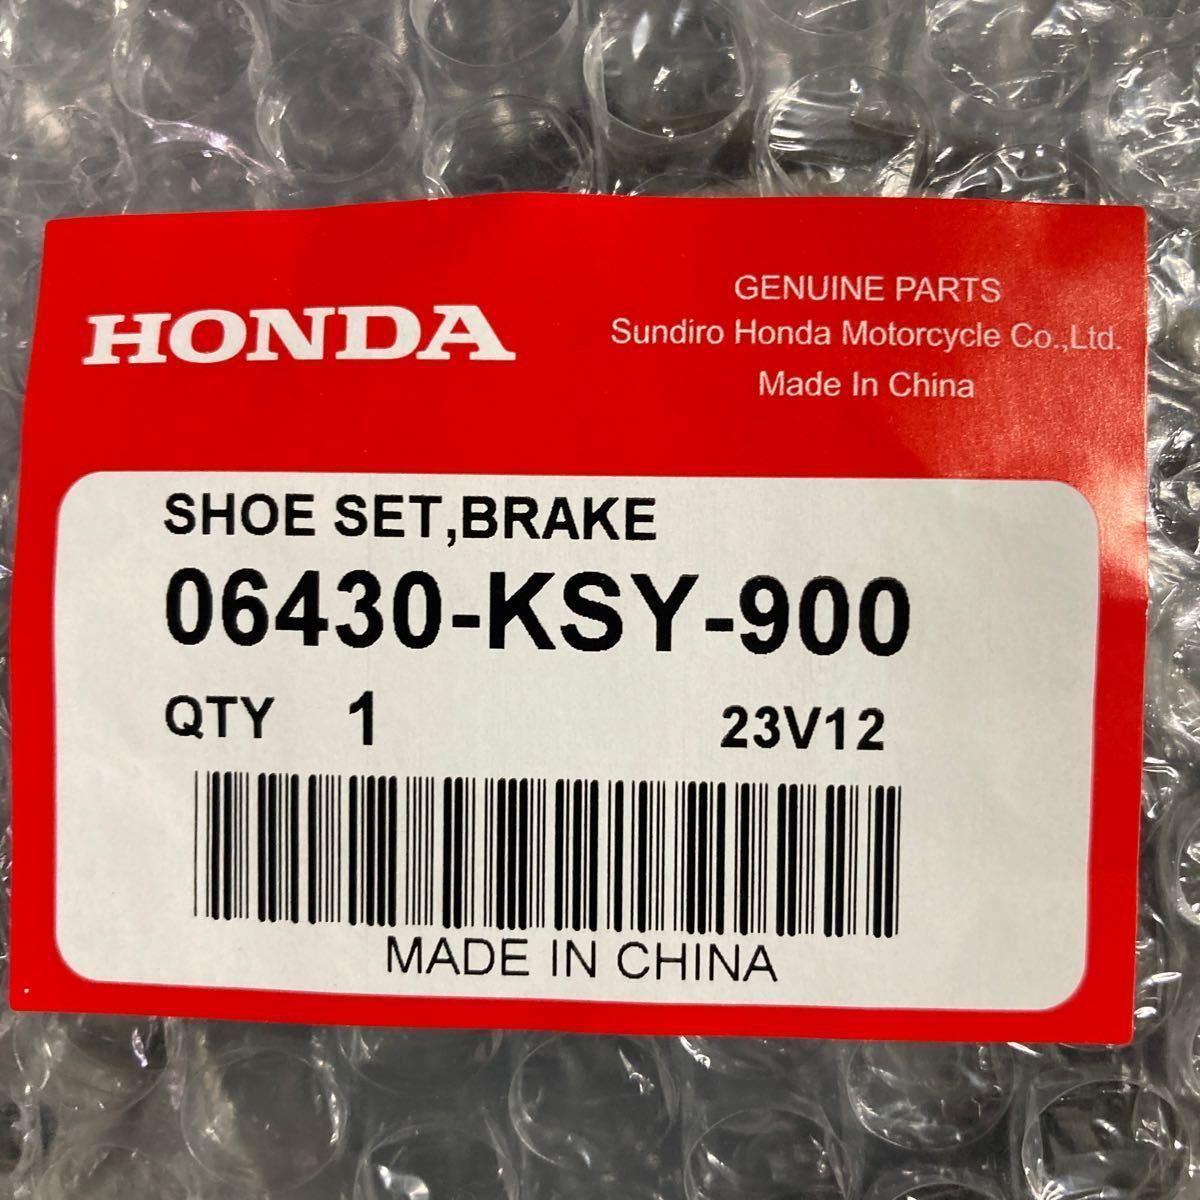 HONDA
GENUINE PARTS
Sundiro Honda Motorcycle Co.,Ltd.
Made In China
SHOE SET,BRAKE
06430-KSY-900
QTY 1 23V12
MADE IN CHINA